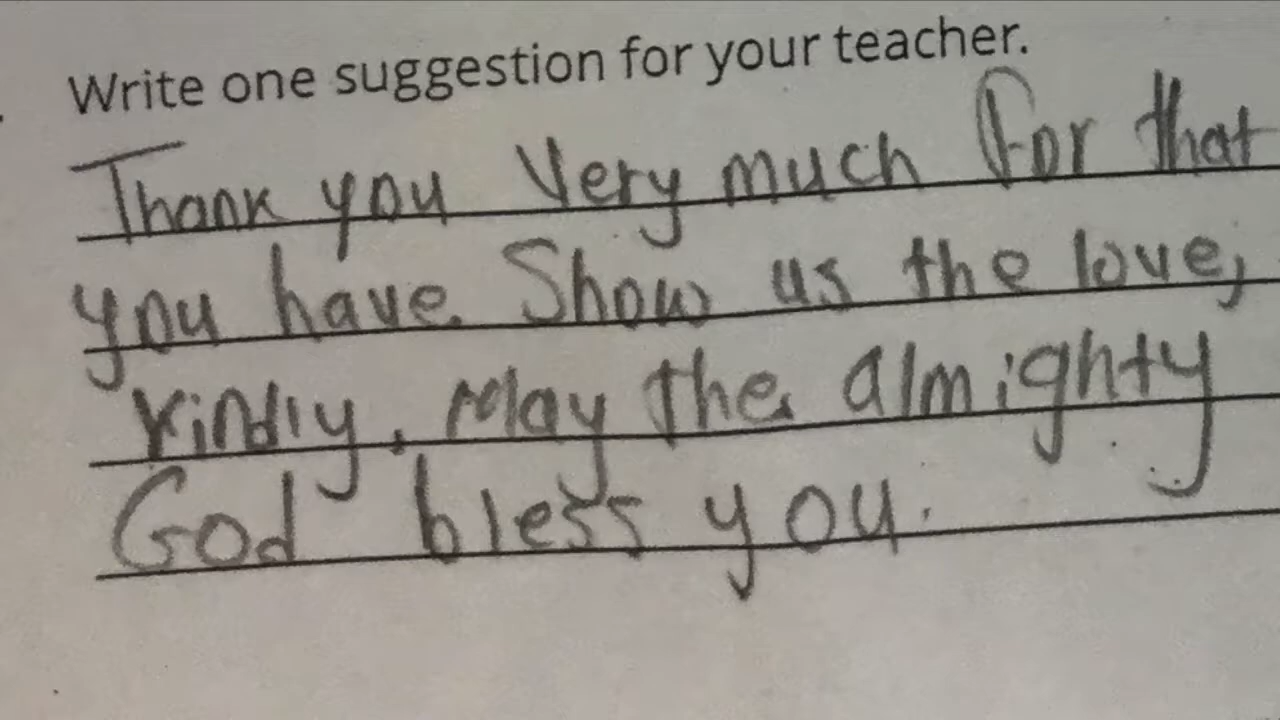 Write one suggestion for your teacher.
Thank you Very much for that
you have Show us the love,
kindly. May the almighty
God bless you.